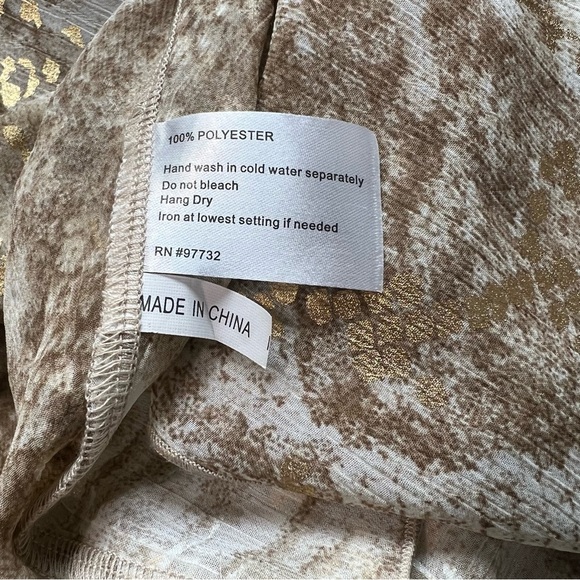 100% POLYESTER
Hand wash in cold water separately
Do not bleach
Hang Dry
Iron at lowest setting if needed
RN #97732
MADE IN CHINA